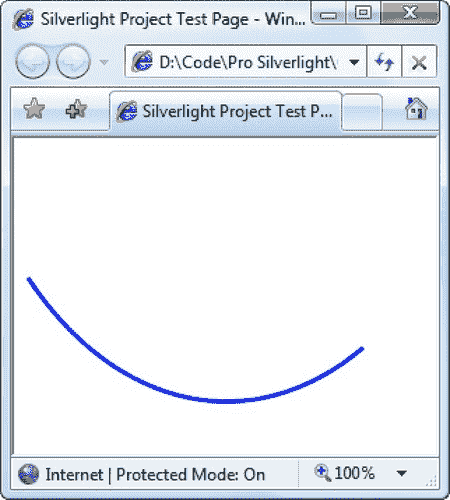 Silverlight Project Test Page - Win...
D:\Code\Pro Silverlight\
Silverlight Project Test P...
Internet | Protected Mode: On
100%